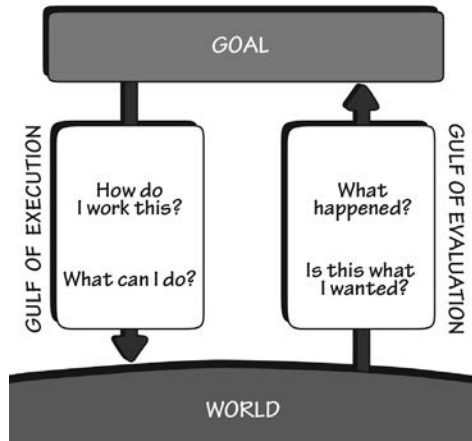 GOAL
GULF OF EXECUTION
How do
I work this?
What can I do?
What
happened?
Is this what
I wanted?
GULF OF EVALUATION
WORLD